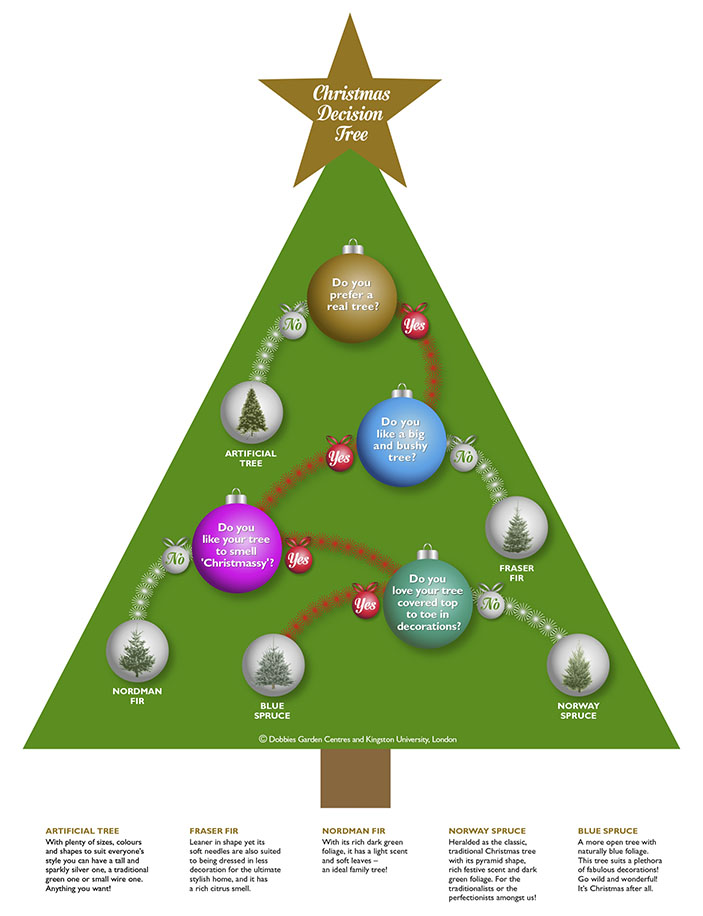 Christmas
Decision
Tree
Do you
prefer a
real tree?
No
Yes
ARTIFICIAL
TREE
Do you
like a big
and bushy
tree?
Yes
No
FRASER
FIR
Do you
like your tree
to smell
‘Christmassy’?
No
Yes
NORDMAN
FIR
Do you
love your tree
covered top
to toe in
decorations?
Yes
No
BLUE
SPRUCE
NORWAY
SPRUCE
© Dobbies Garden Centres and Kingston University, London
ARTIFICIAL TREE
With plenty of sizes, colours
and shapes to suit everyone's
style you can have a tall and
sparkly silver one, a traditional
green one or small wire one.
Anything you want!
FRASER FIR
Leaner in shape yet its
soft needles are also suited
to being dressed in less
decoration for the ultimate
stylish home, and it has
a rich citrus smell.
NORDMAN FIR
With its rich dark green
foliage, it has a light scent
and soft leaves –
an ideal family tree!
NORWAY SPRUCE
Heralded as the classic,
traditional Christmas tree
with its pyramid shape,
rich festive scent and dark
green foliage. For the
traditionalists or the
perfectionists amongst us!
BLUE SPRUCE
A more open tree with
naturally blue foliage.
This tree suits a plethora
of fabulous decorations!
Go wild and wonderful!
It's Christmas after all.